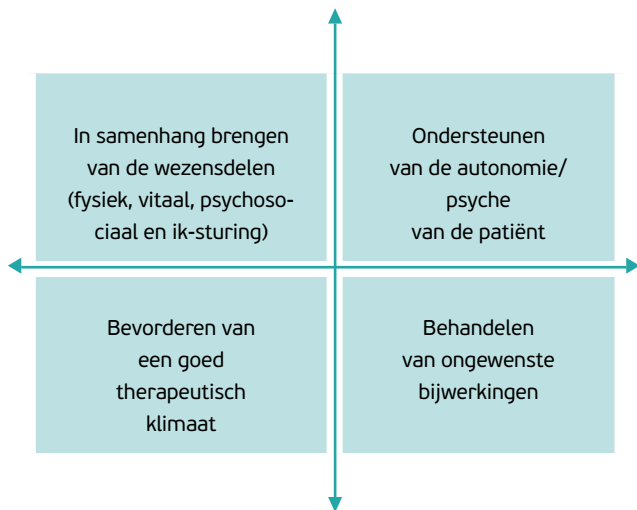 In samenhang brengen
van de wezensdelen
(fysiek, vitaal, psychoso-
ciaal en ik-sturing)
Ondersteunen
van de autonomie/
psyche
van de patiënt
Bevorderen van
een goed
therapeutisch
klimaat
Behandelen
van ongewenste
bijwerkingen